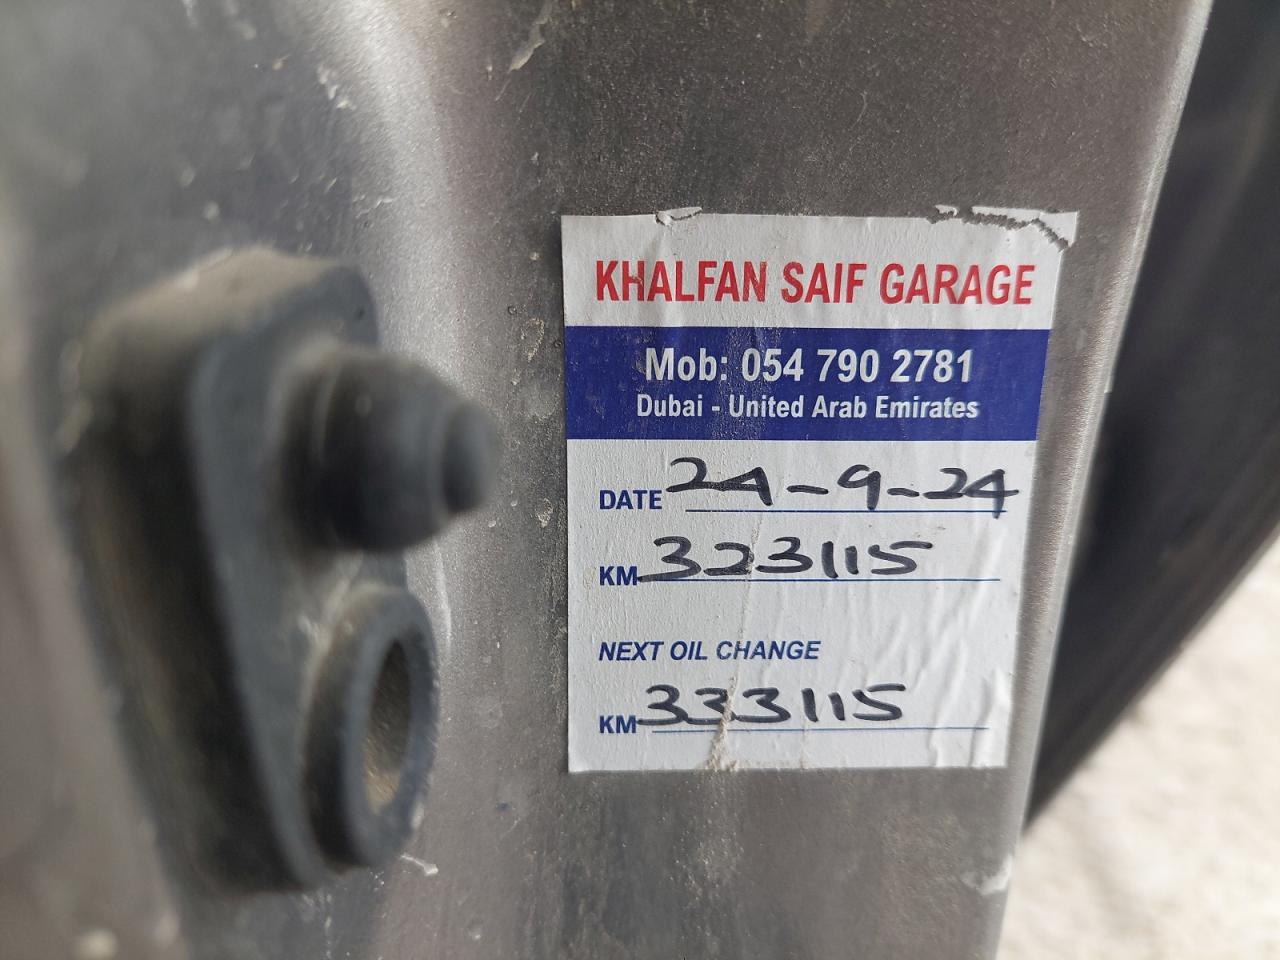 KHALFAN SAIF GARAGE
Mob: 054 790 2781
Dubai - United Arab Emirates
DATE 24-9-24
KM 323115
NEXT OIL CHANGE
KM 333115